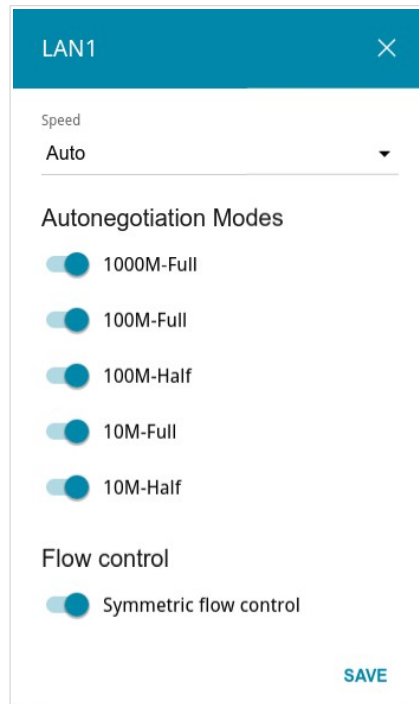 LAN1
Speed
Auto
Autonegotiation Modes
1000M-Full
100M-Full
100M-Half
10M-Full
10M-Half
Flow control
Symmetric flow control
SAVE